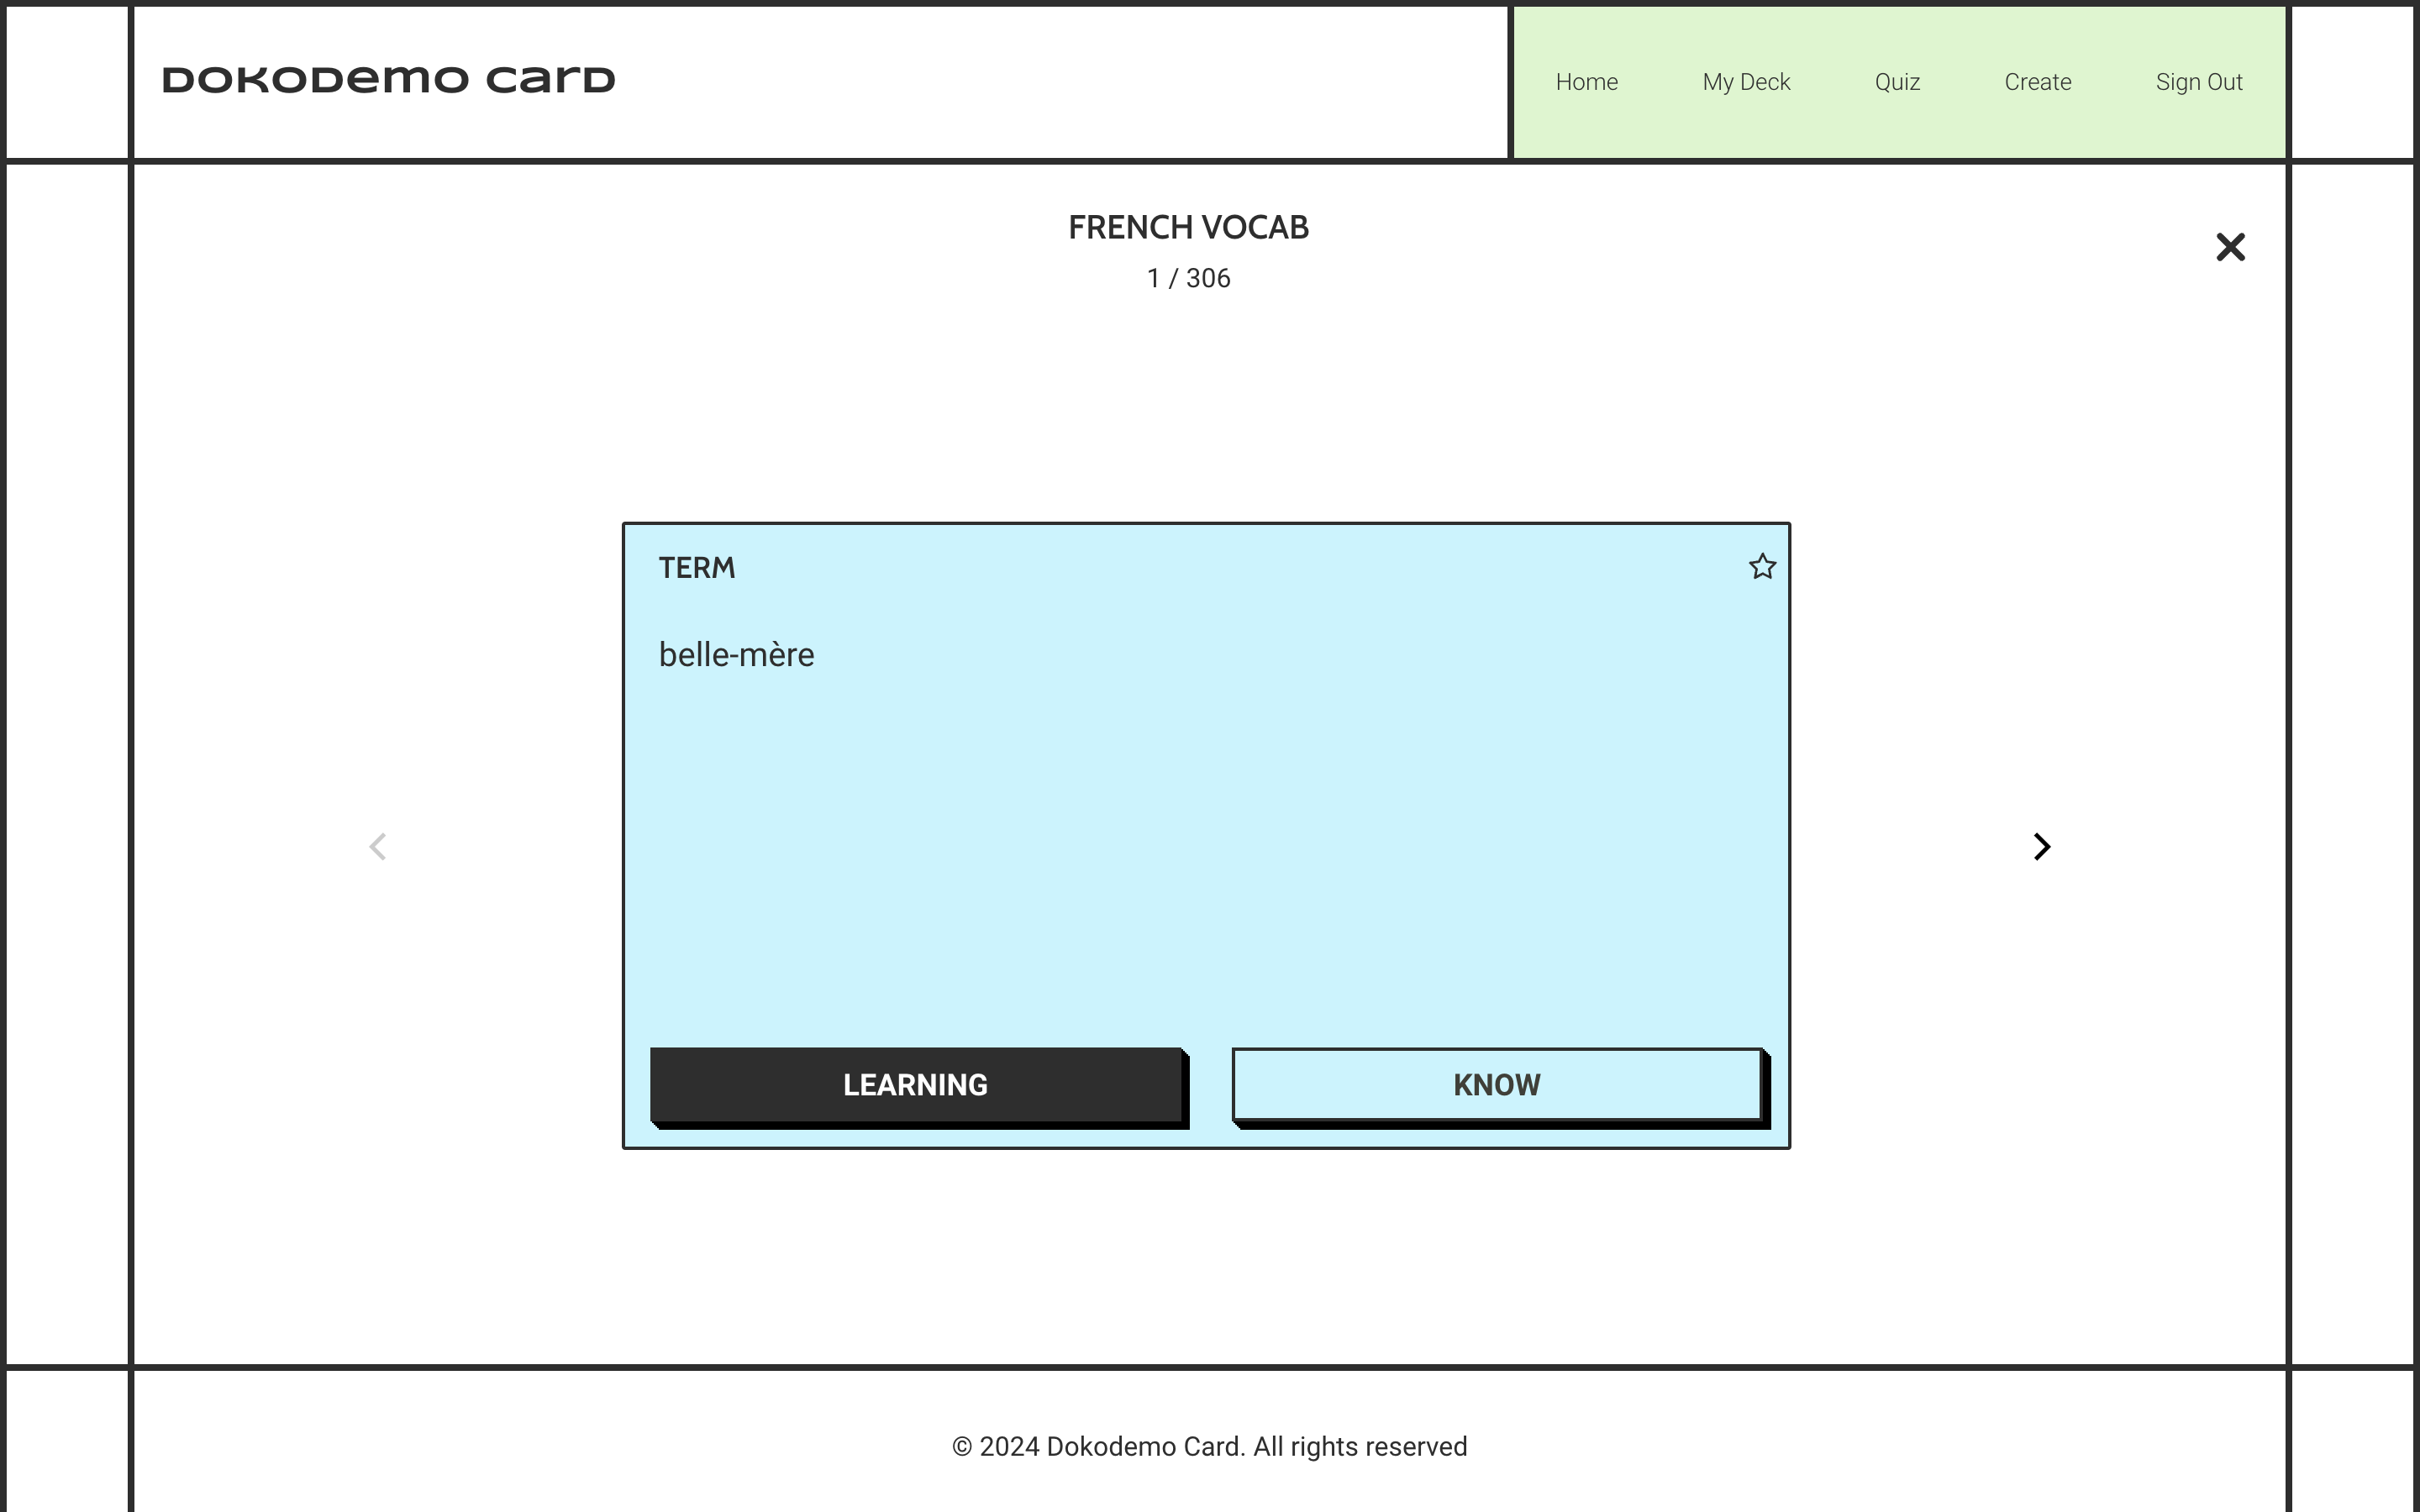 DOKODemo CarD
Home
My Deck
Quiz
Create
Sign Out
FRENCH VOCAB
1 / 306
TERM
belle-mère
LEARNING
KNOW
© 2024 Dokodemo Card. All rights reserved